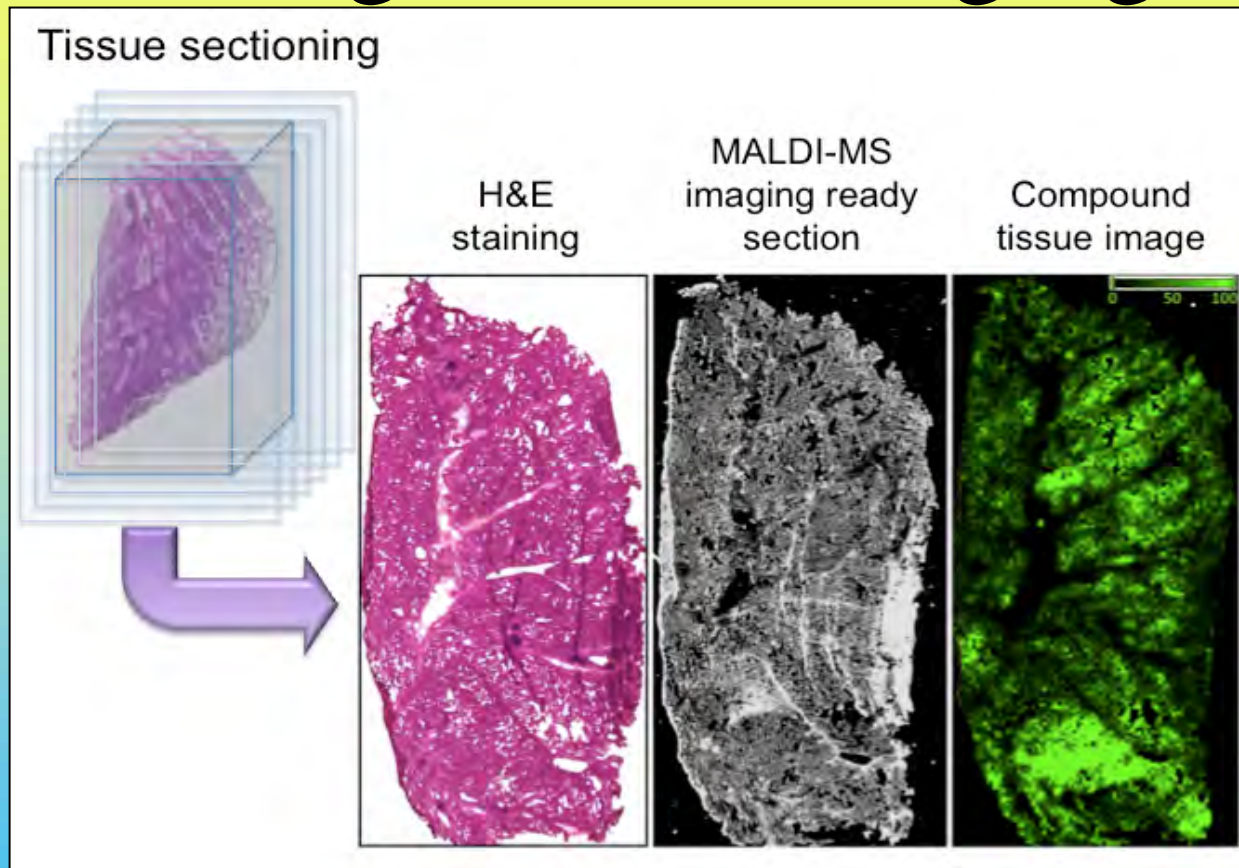 Tissue sectioning
H&E
staining
MALDI-MS
imaging ready
section
Compound
tissue image
0 50 100